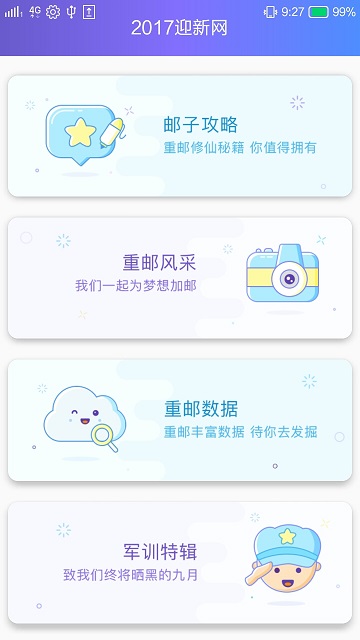 4G 9:27 99%
2017迎新网
邮子攻略
重邮修仙秘籍 你值得拥有
重邮风采
我们一起为梦想加邮
重邮数据
重邮丰富数据 待你去发掘
军训特辑
致我们终将晒黑的九月